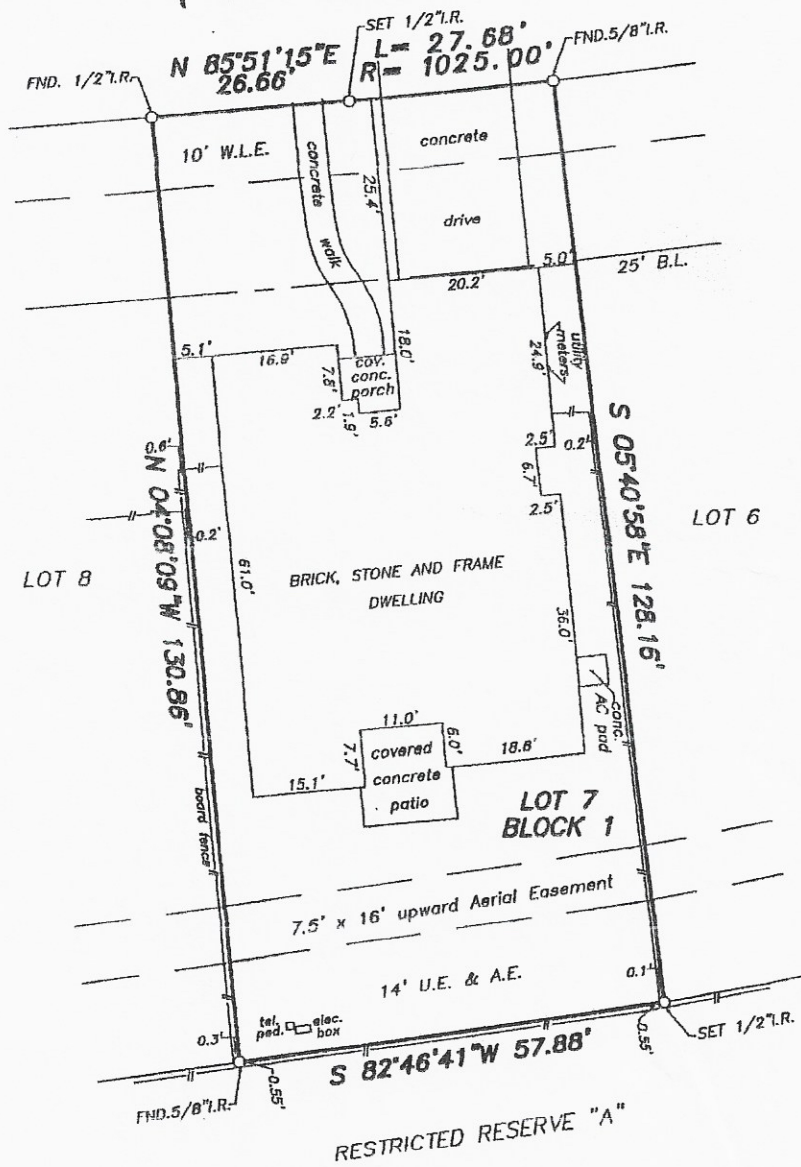 SET 1/2"I.R.
N 85°51'15"E
26.66'
L= 27.68'
R= 1025.00'
FND.5/8"I.R.
FND. 1/2"I.R.
10' W.L.E.
concrete
walk
25.4'
concrete
drive
5.0'
25' B.L.
20.2'
5.1'
16.9'
7.8'
cov.
conc.
porch
18.0'
2.2'
1.9'
5.6'
24.9'
utility
meters
0.6'
2.5'
0.2'
6.7'
2.5'
N 04°08'09"W 130.86'
0.2'
S 05°40'58"E 128.16'
LOT 6
LOT 8
61.0'
BRICK, STONE AND FRAME
DWELLING
36.0'
conc.
AC pad
11.0'
7.7'
covered
concrete
patio
6.0'
18.6'
15.1'
board fence
LOT 7
BLOCK 1
7.5' x 16' upward Aerial Easement
14' U.E. & A.E.
0.1'
tel.
ped.
elec.
box
0.3'
S 82°46'41"W 57.88'
0.55'
0.55'
SET 1/2"I.R.
FND.5/8"I.R.
RESTRICTED RESERVE "A"